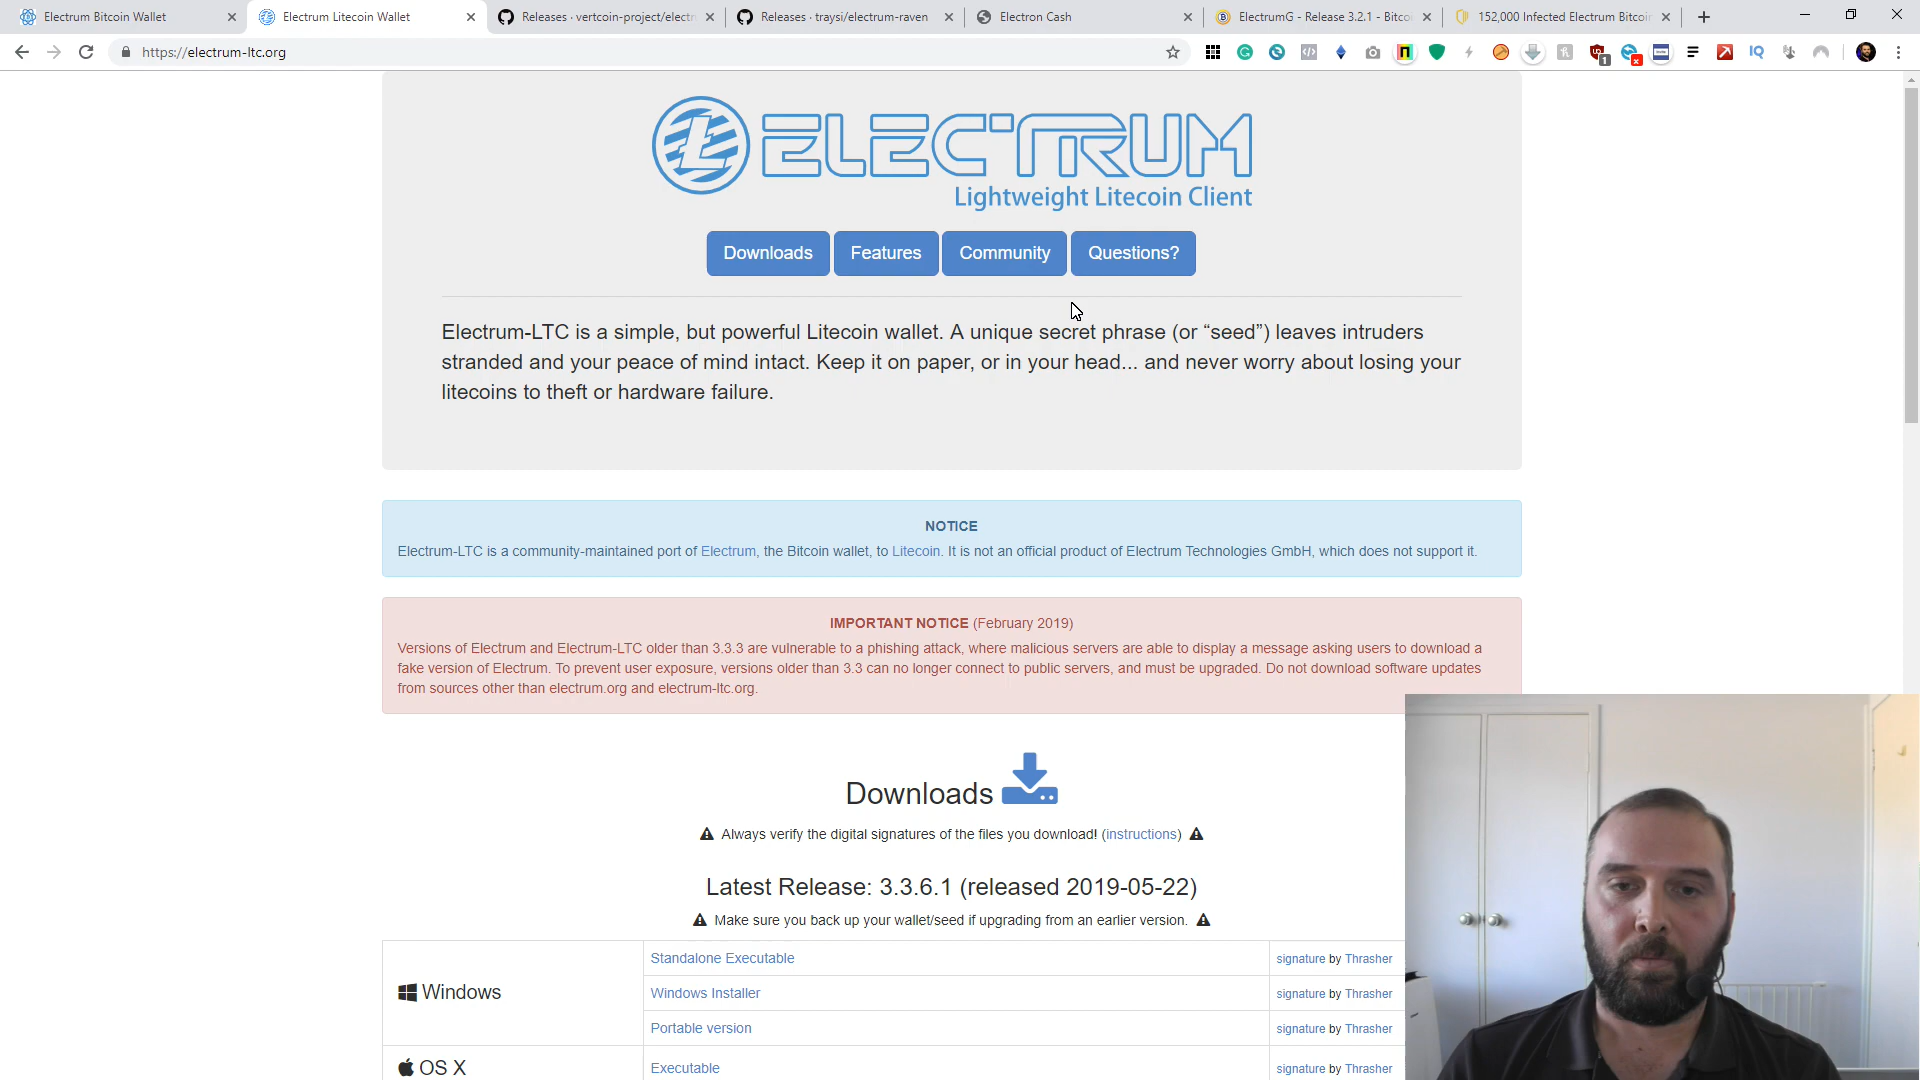 Electrum Bitcoin Wallet
Electrum Litecoin Wallet
Releases · vertcoin-project/electr
Releases · traysi/electrum-raven
Electron Cash
ElectrumG - Release 3.2.1 - Bitco
152,000 Infected Electrum Bitcoin
https://electrum-ltc.org
ELECTRUM
Lightweight Litecoin Client
Downloads
Features
Community
Questions?
Electrum-LTC is a simple, but powerful Litecoin wallet. A unique secret phrase (or “seed”) leaves intruders
stranded and your peace of mind intact. Keep it on paper, or in your head... and never worry about losing your
litecoins to theft or hardware failure.
NOTICE
Electrum-LTC is a community-maintained port of Electrum, the Bitcoin wallet, to Litecoin. It is not an official product of Electrum Technologies GmbH, which does not support it.
IMPORTANT NOTICE (February 2019)
Versions of Electrum and Electrum-LTC older than 3.3.3 are vulnerable to a phishing attack, where malicious servers are able to display a message asking users to download a
fake version of Electrum. To prevent user exposure, versions older than 3.3 can no longer connect to public servers, and must be upgraded. Do not download software updates
from sources other than electrum.org and electrum-ltc.org.
Downloads
Always verify the digital signatures of the files you download! (instructions)
Latest Release: 3.3.6.1 (released 2019-05-22)
Make sure you back up your wallet/seed if upgrading from an earlier version.
Windows
Standalone Executable
signature by Thrasher
Windows Installer
signature by Thrasher
Portable version
signature by Thrasher
OS X
Executable
signature by Thrasher